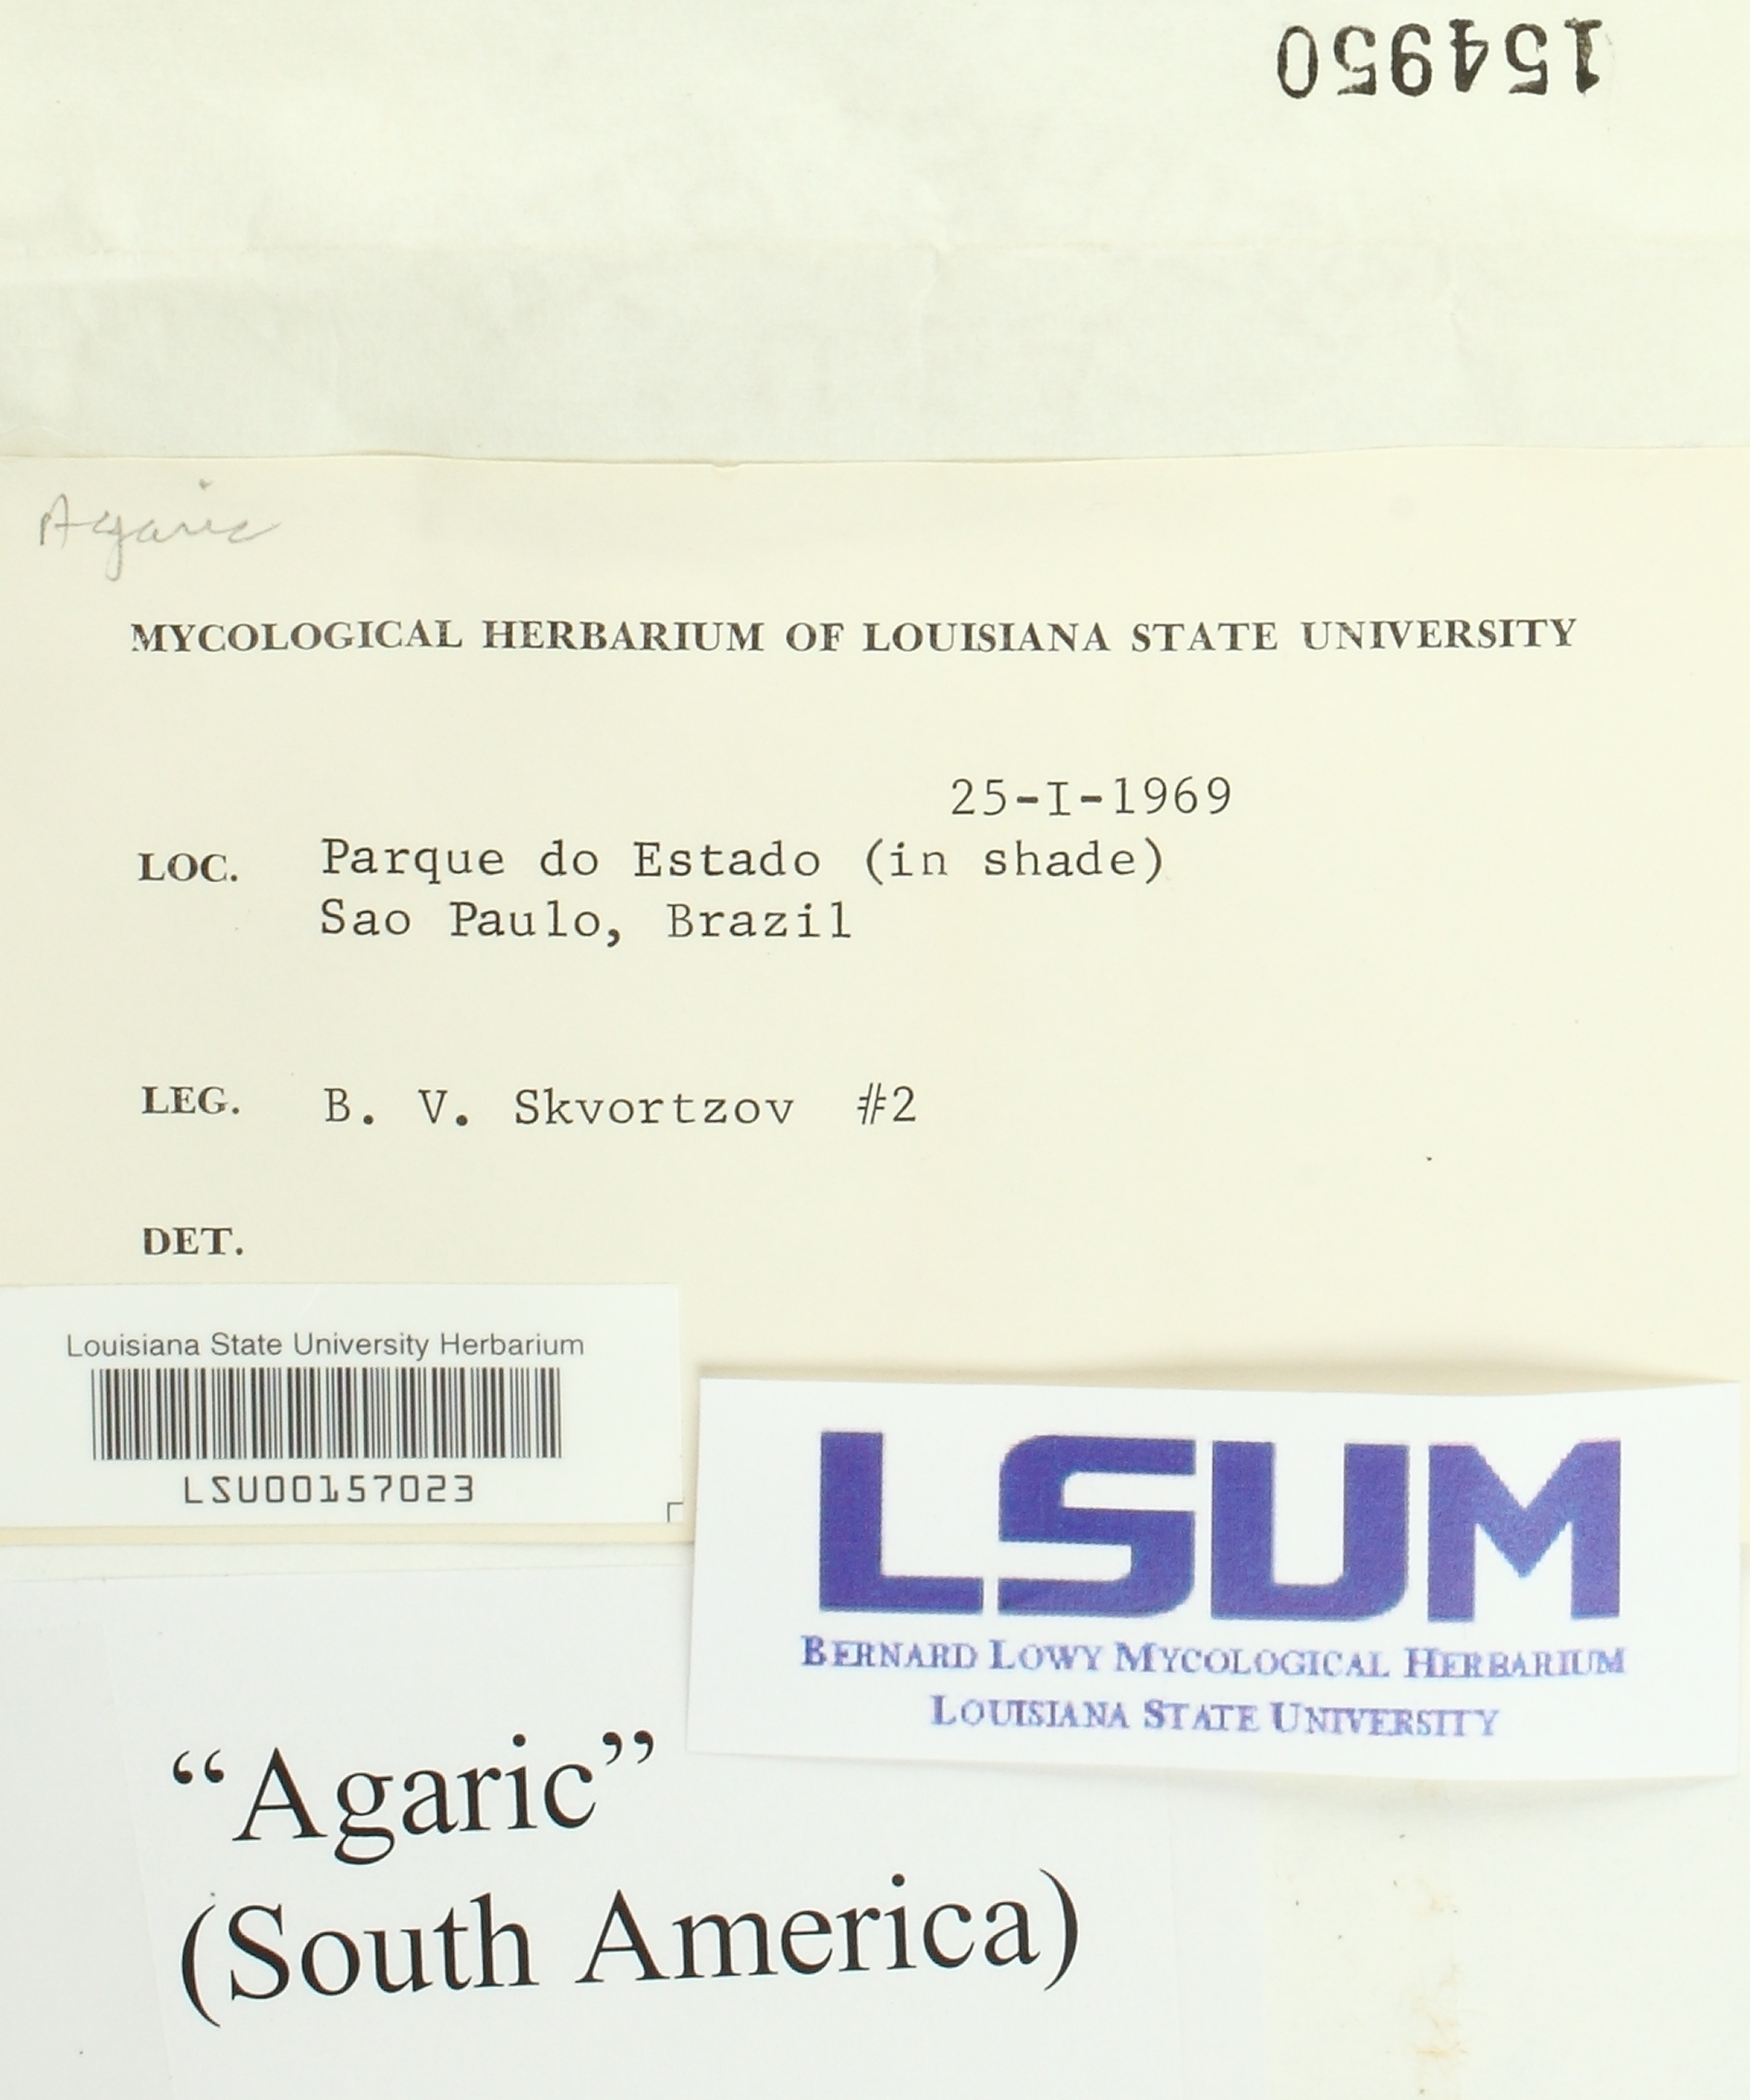 154950
Agaric
MYCOLOGICAL HERBARIUM OF LOUISIANA STATE UNIVERSITY
25-I-1969
LOC. Parque do Estado (in shade)
Sao Paulo, Brazil
LEG. B. V. Skvortzov #2
DET.
Louisiana State University Herbarium
LSU00157023
LSUM
BERNARD LOWY MYCOLOGICAL HERBARIUM
LOUISIANA STATE UNIVERSITY
“Agaric”
(South America)